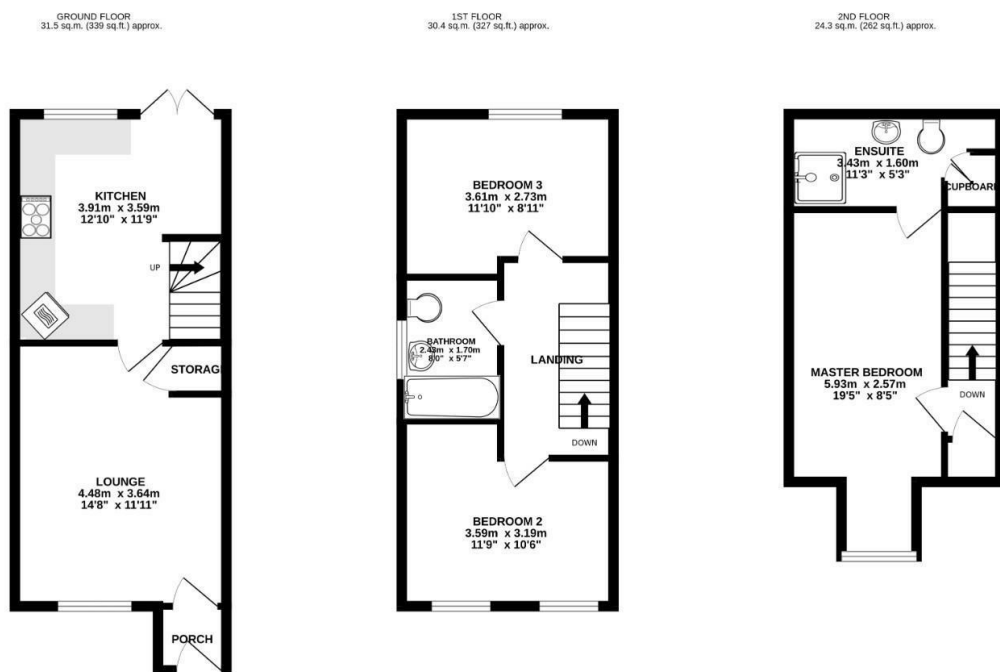 GROUND FLOOR
31.5 sq.m. (339 sq.ft.) approx.
KITCHEN
3.91m x 3.59m
12'10" x 11'9"
UP
STORAG
LOUNGE
4.48m x 3.64m
14'8" x 11'11"
PORCH
1ST FLOOR
30.4 sq.m. (327 sq.ft.) approx.
BEDROOM 3
3.61m x 2.73m
11'10" x 8'11"
BATHROOM
2.43m x 1.70m
8'0" x 5'7"
LANDING
DOWN
BEDROOM 2
3.59m x 3.19m
11'9" x 10'6"
2ND FLOOR
24.3 sq.m. (262 sq.ft.) approx.
ENSUITE
3.43m x 1.60m
11'3" x 5'3"
CUPBOARD
MASTER BEDROOM
5.93m x 2.57m
19'5" x 8'5"
DOWN